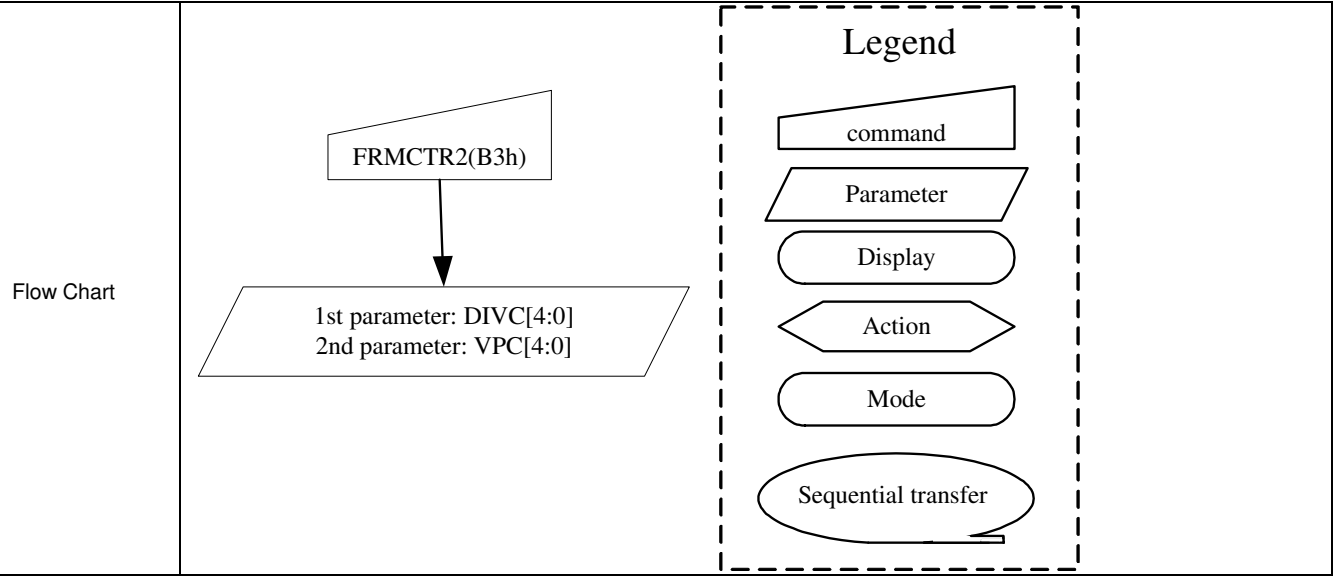 Flow Chart
FRMCTR2(B3h)
1st parameter: DIVC[4:0]
2nd parameter: VPC[4:0]
Legend
command
Parameter
Display
Action
Mode
Sequential transfer